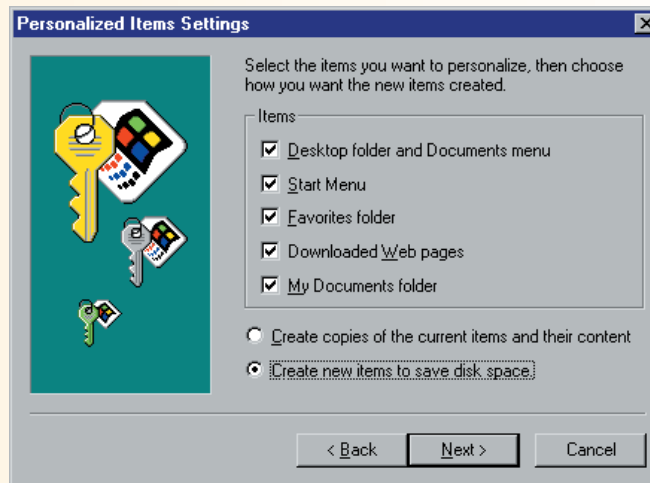 Personalized Items Settings
Select the items you want to personalize, then choose
how you want the new items created.
Items
Desktop folder and Documents menu
Start Menu
Favorites folder
Downloaded Web pages
My Documents folder
Create copies of the current items and their content
Create new items to save disk space.
< Back
Next >
Cancel